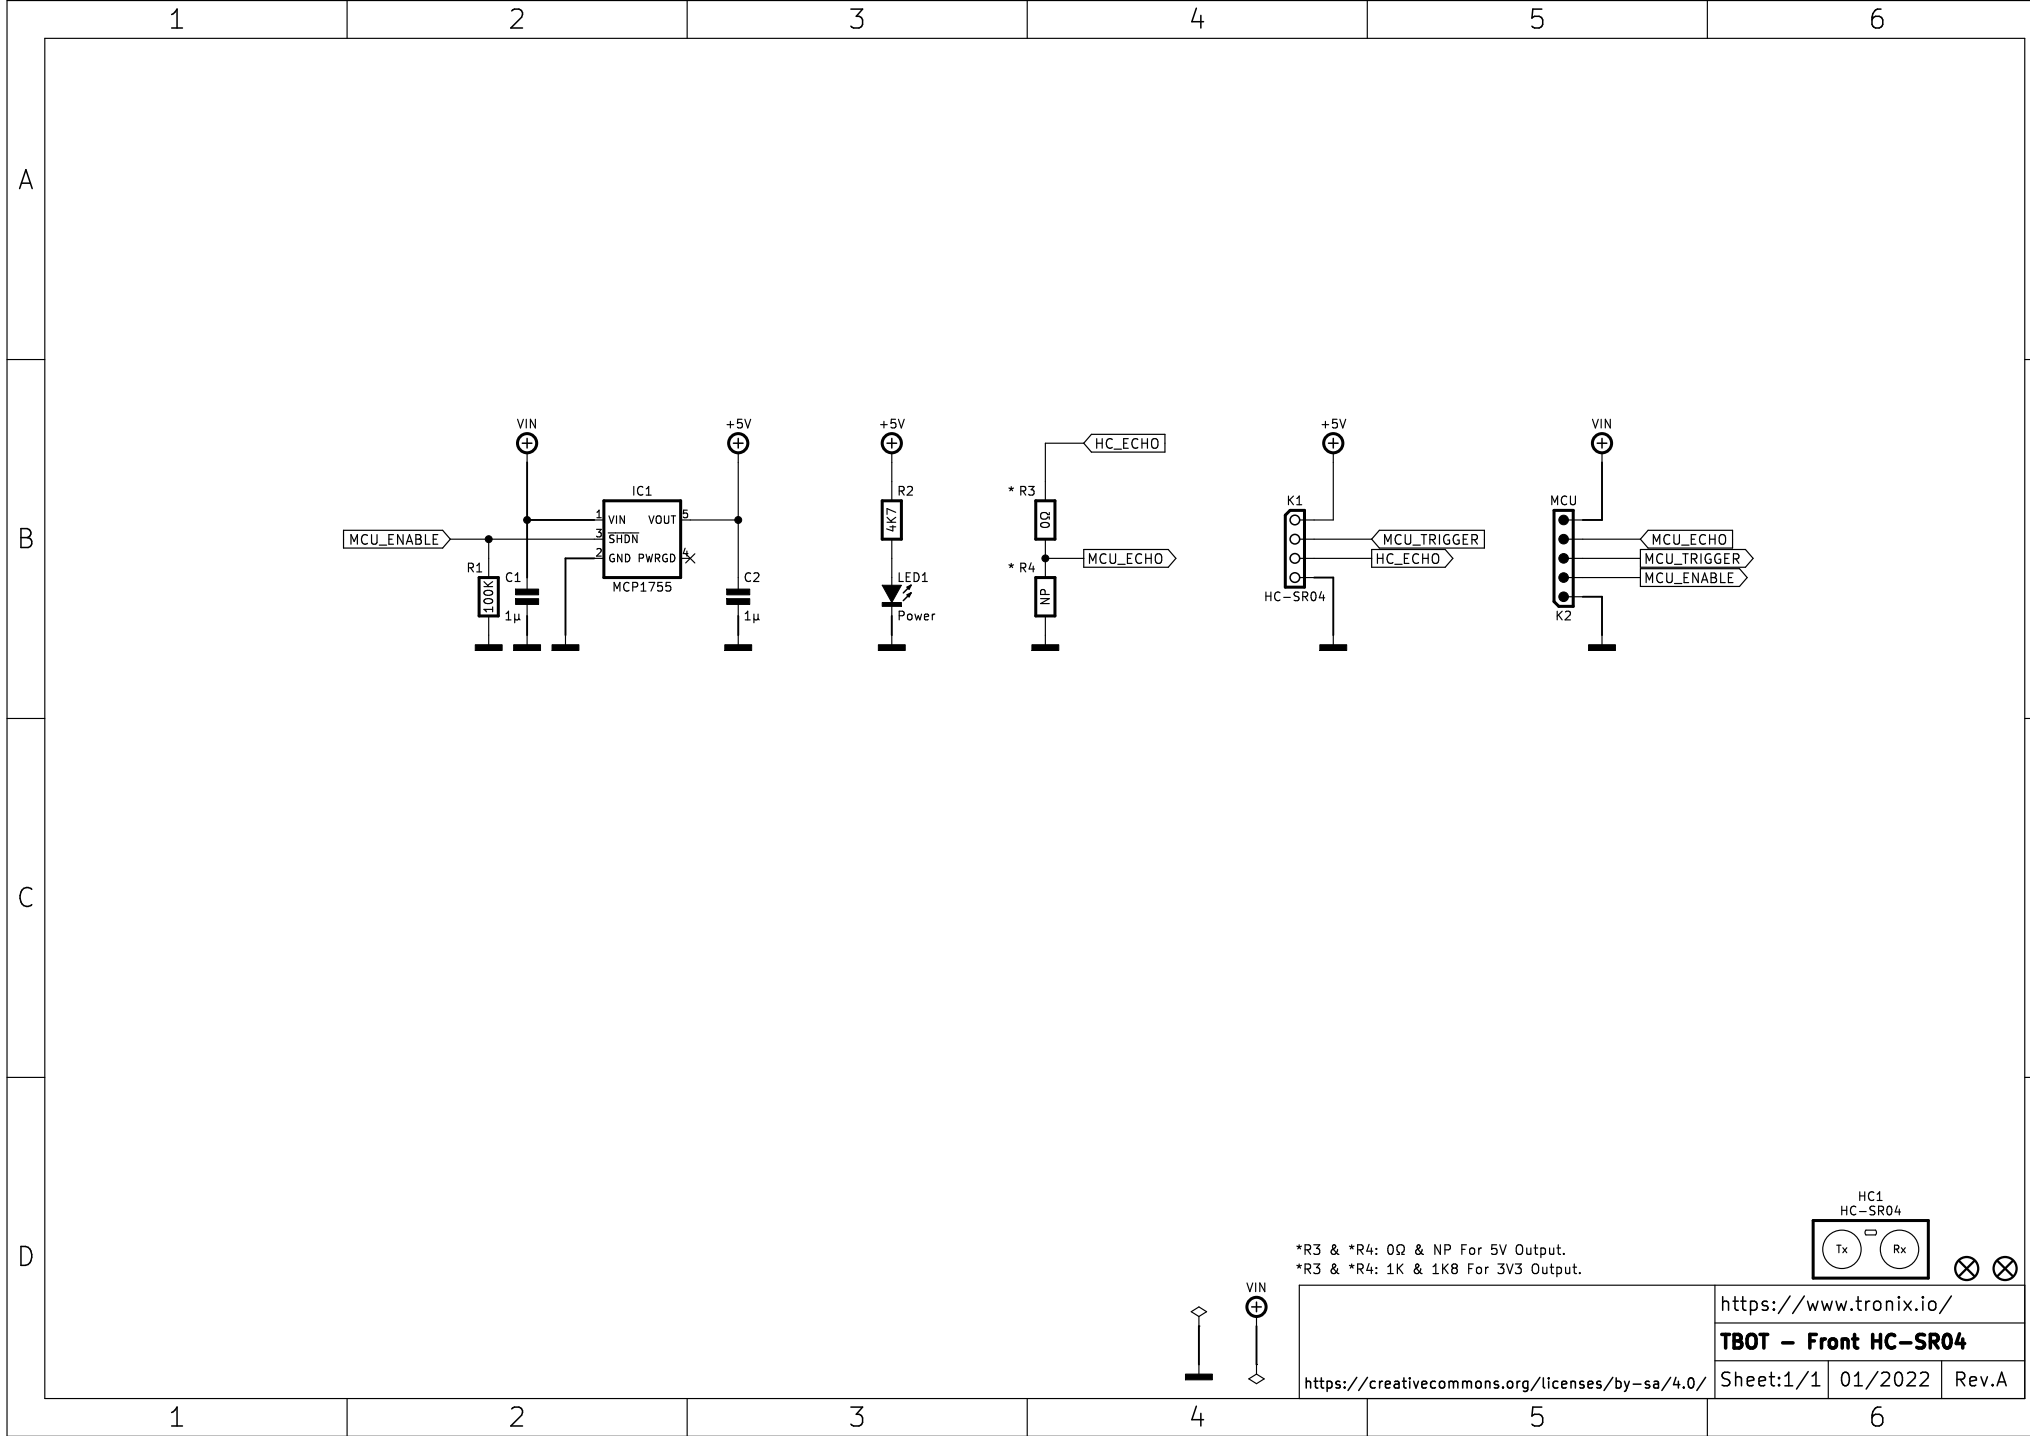 1 2 3 4 5 6
A
B
C
D
VIN
+5V
+5V
HC_ECHO
+5V
VIN
IC1
R2
* R3
K1
MCU
1 VIN VOUT 5
4K7
0Ω
MCU_ENABLE
3 SHDN
MCU_TRIGGER
MCU_ECHO
2 GND PWRGD 4
MCU_ECHO
HC_ECHO
MCU_TRIGGER
R1
C1
C2
LED1
* R4
MCU_ENABLE
100K
MCP1755
NP
HC-SR04
1µ
1µ
Power
K2
HC1
HC-SR04
Tx Rx
*R3 & *R4: 0Ω & NP For 5V Output.
*R3 & *R4: 1K & 1K8 For 3V3 Output.
VIN
https://www.tronix.io/
TBOT - Front HC-SR04
https://creativecommons.org/licenses/by-sa/4.0/
Sheet:1/1 01/2022 Rev.A
1 2 3 4 5 6